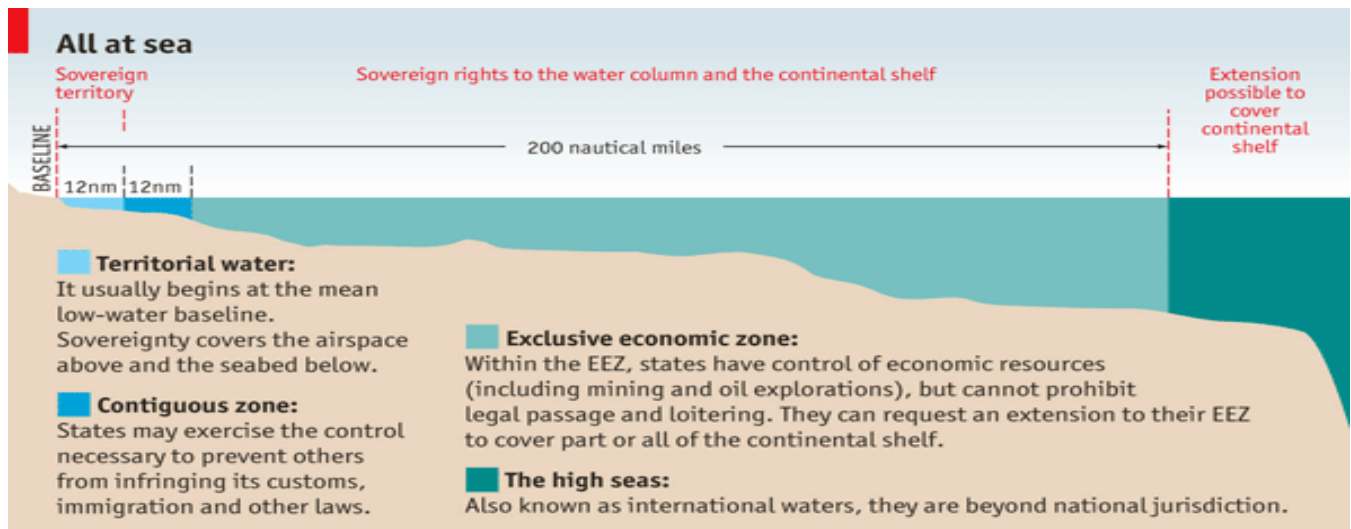 All at sea
Sovereign
territory
Sovereign rights to the water column and the continental shelf
Extension
possible to
cover
continental
shelf
BASELINE
200 nautical miles
12nm
12nm
Territorial water:
It usually begins at the mean
low-water baseline.
Sovereignty covers the airspace
above and the seabed below.
Contiguous zone:
States may exercise the control
necessary to prevent others
from infringing its customs,
immigration and other laws.
Exclusive economic zone:
Within the EEZ, states have control of economic resources
(including mining and oil explorations), but cannot prohibit
legal passage and loitering. They can request an extension to their EEZ
to cover part or all of the continental shelf.
The high seas:
Also known as international waters, they are beyond national jurisdiction.